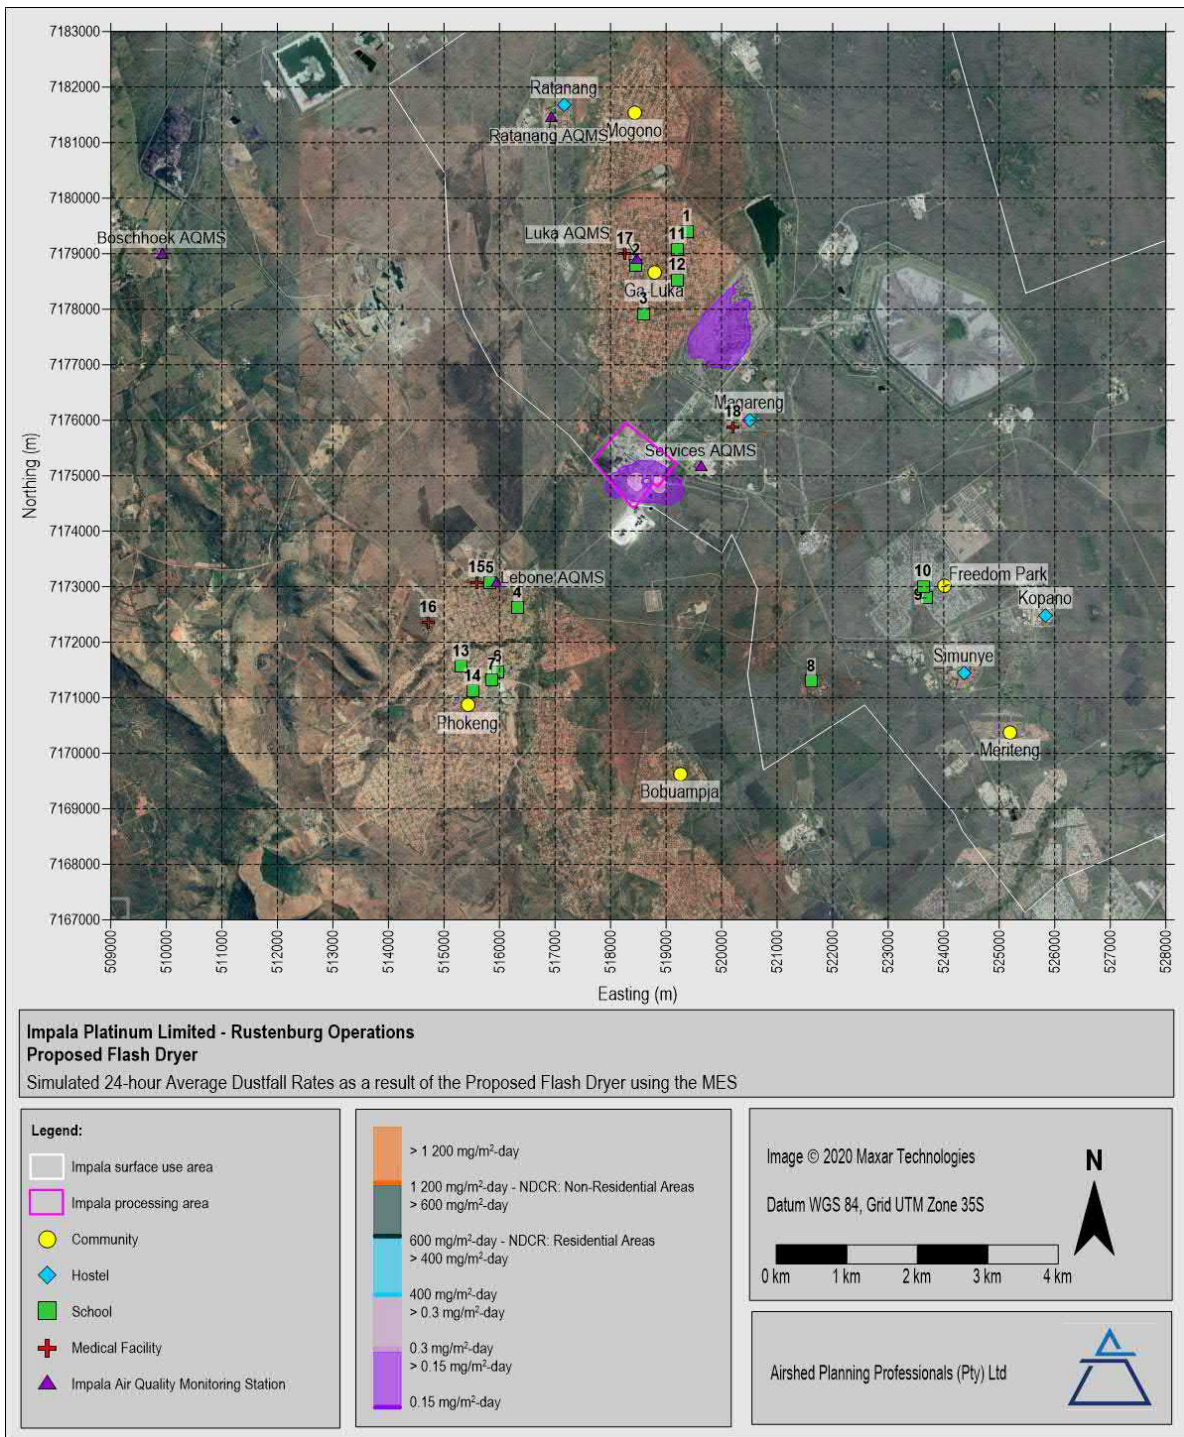 7183000
7182000
7181000
7180000
7179000
7178000
7177000
7176000
7175000
7174000
7173000
7172000
7171000
7170000
7169000
7168000
7167000
Northing (m)
Ratanang
Ratanang AQMS
Mogono
Boschhoek AQMS
Luka AQMS
17
2
1
11
12
Ga-Luka
3
Magareng
18
Services AQMS
155
Lebone AQMS
4
16
13
6
7
14
Phokeng
10
9
Freedom Park
Kopano
8
Simunye
Meriteng
Bobuampja
509000
510000
511000
512000
513000
514000
515000
516000
517000
518000
519000
520000
521000
522000
523000
524000
525000
526000
527000
528000
Easting (m)
Impala Platinum Limited - Rustenburg Operations
Proposed Flash Dryer
Simulated 24-hour Average Dustfall Rates as a result of the Proposed Flash Dryer using the MES
Legend:
Impala surface use area
Impala processing area
Community
Hostel
School
Medical Facility
Impala Air Quality Monitoring Station
> 1 200 mg/m²-day
1 200 mg/m²-day - NDCR: Non-Residential Areas
> 600 mg/m²-day
600 mg/m²-day - NDCR: Residential Areas
> 400 mg/m²-day
400 mg/m²-day
> 0.3 mg/m²-day
0.3 mg/m²-day
> 0.15 mg/m²-day
0.15 mg/m²-day
Image © 2020 Maxar Technologies
Datum WGS 84, Grid UTM Zone 35S
N
0 km 1 km 2 km 3 km 4 km
Airshed Planning Professionals (Pty) Ltd